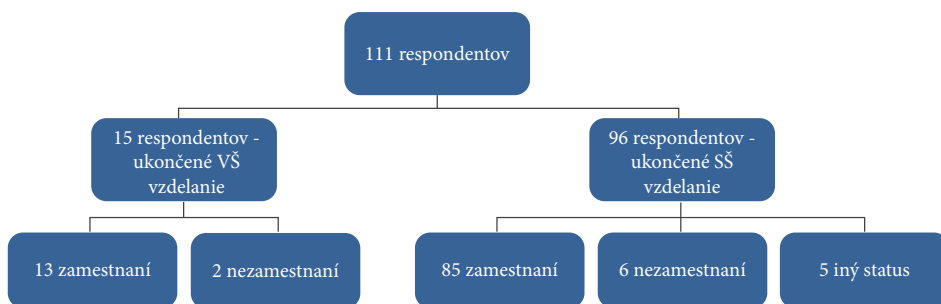 111 respondentov
15 respondentov -
ukončené VŠ
vzdelanie
96 respondentov -
ukončené SŠ
vzdelanie
13 zamestnaní
2 nezamestnaní
85 zamestnaní
6 nezamestnaní
5 iný status